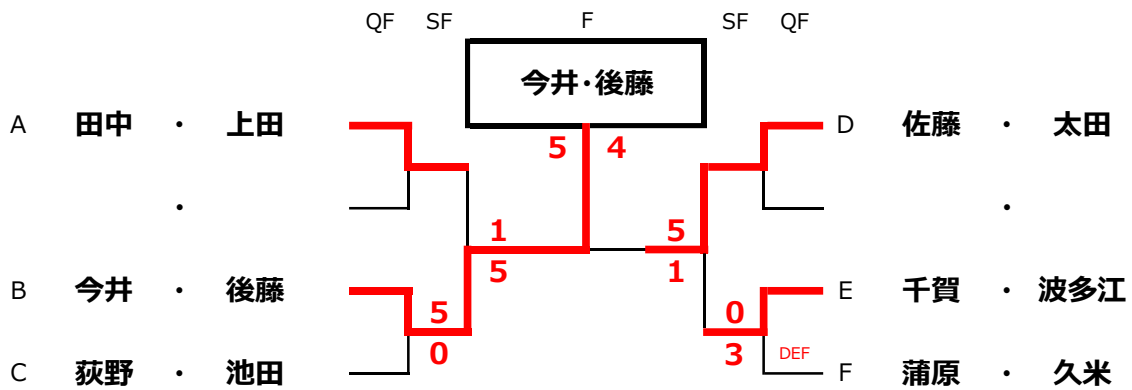 QF SF F SF QF
今井・後藤
A 田中 ・ 上田 D 佐藤 ・ 太田
5 4
・ ・
1 5
5 1
B 今井 ・ 後藤 E 千賀 ・ 波多江
5 0
0 3 DEF
C 荻野 ・ 池田 F 蒲原 ・ 久米